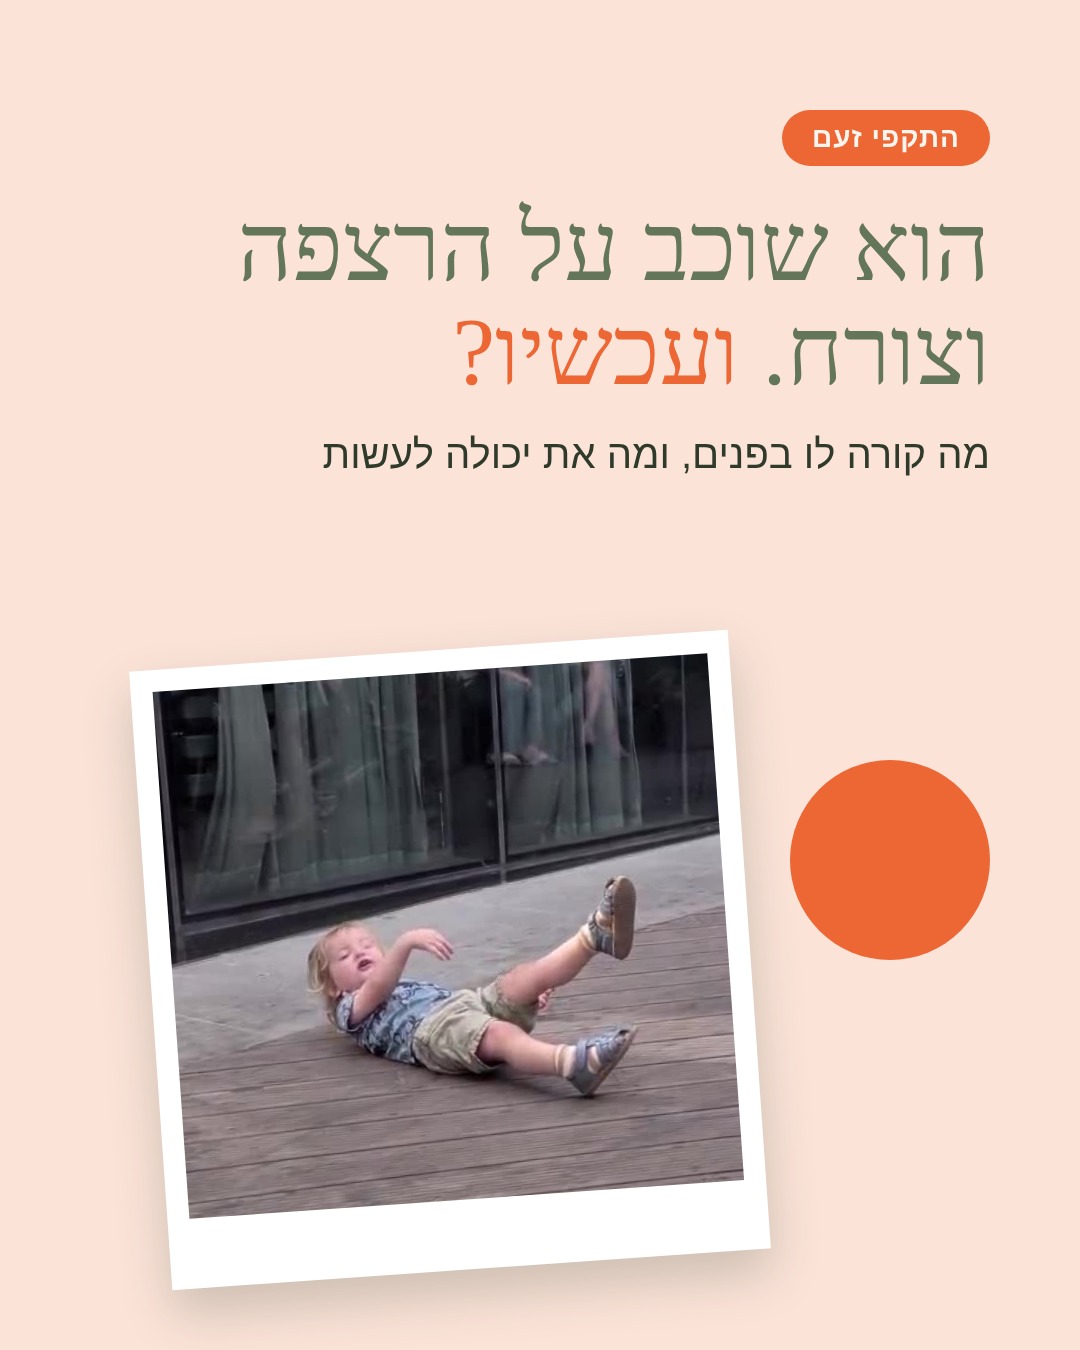 התקפי זעם
הוא שוכב על הרצפה
וצורח. ועכשיו?
מה קורה לו בפנים, ומה את יכולה לעשות